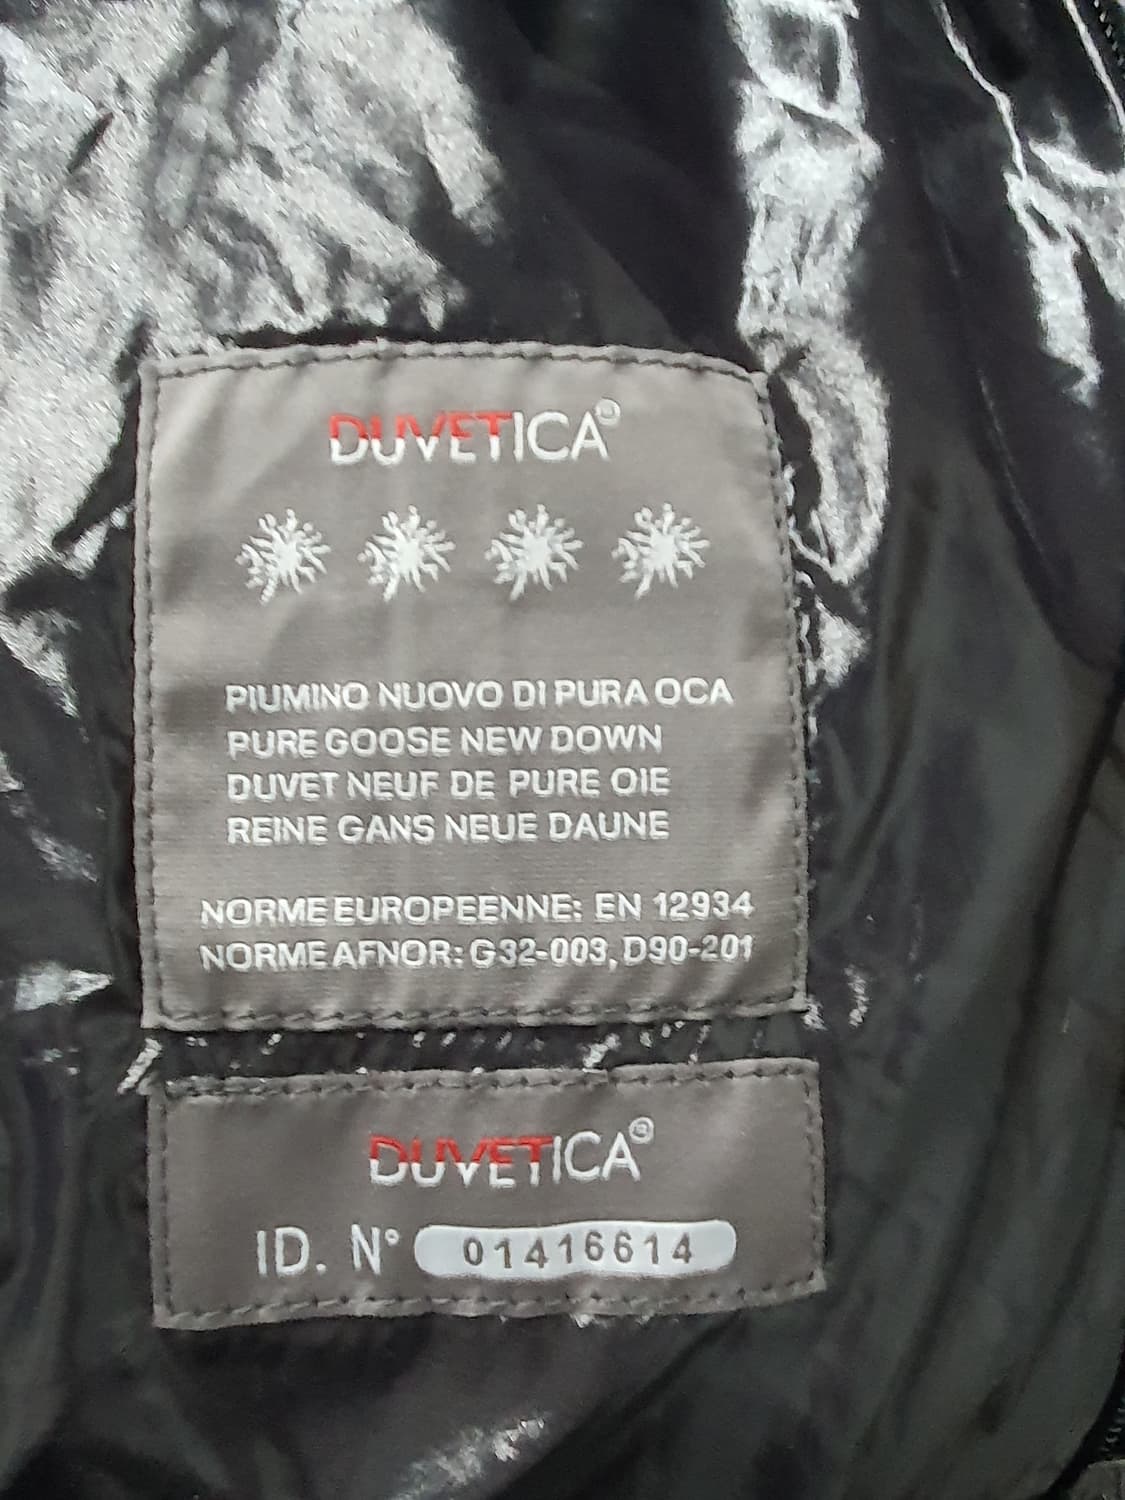 DUVETICA®
PIUMINO NUOVO DI PURA OCA
PURE GOOSE NEW DOWN
DUVET NEUF DE PURE OIE
REINE GANS NEUE DAUNE
NORME EUROPEENNE: EN 12934
NORME AFNOR: G32-003, D90-201
DUVETICA®
ID. N° 01416614